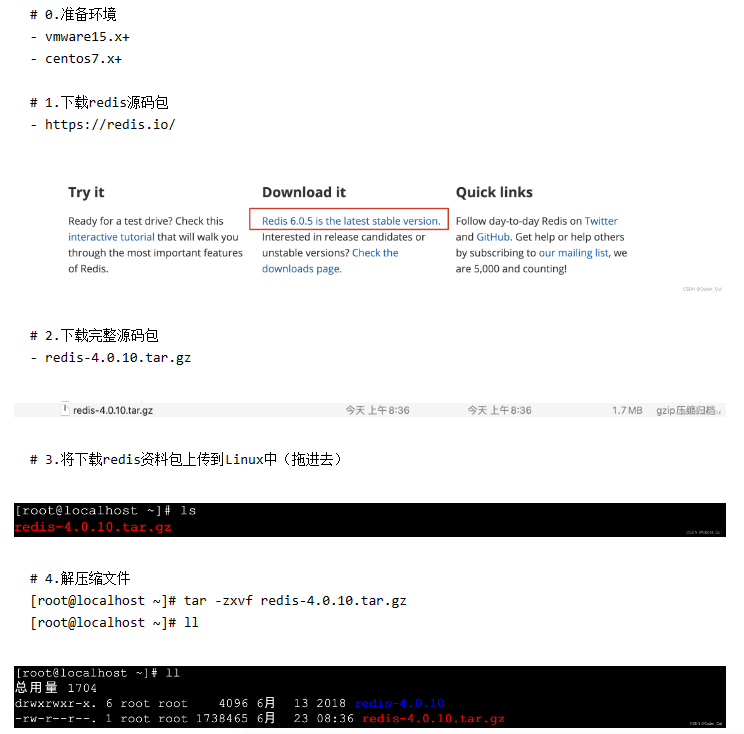 # 0.准备环境
- vmware15.x+
- centos7.x+
# 1.下载redis源码包
- https://redis.io/
Try it
Ready for a test drive? Check this
interactive tutorial that will walk you
through the most important features
of Redis.
Download it
Redis 6.0.5 is the latest stable version.
Interested in release candidates or
unstable versions? Check the
downloads page.
Quick links
Follow day-to-day Redis on Twitter
and GitHub. Get help or help others
by subscribing to our mailing list, we
are 5,000 and counting!
CSDN @Coder_Cui
# 2.下载完整源码包
- redis-4.0.10.tar.gz
redis-4.0.10.tar.gz 今天 上午8:36 今天 上午8:36 1.7 MB gzip压缩归档
# 3.将下载redis资料包上传到Linux中（拖进去）
[root@localhost ~]# ls
redis-4.0.10.tar.gz
CSDN @Coder_Cui
# 4.解压缩文件
[root@localhost ~]# tar -zxvf redis-4.0.10.tar.gz
[root@localhost ~]# ll
[root@localhost ~]# ll
总用量 1704
drwxrwxr-x. 6 root root 4096 6月 13 2018 redis-4.0.10
-rw-r--r--. 1 root root 1738465 6月 23 08:36 redis-4.0.10.tar.gz
CSDN @Coder_Cui